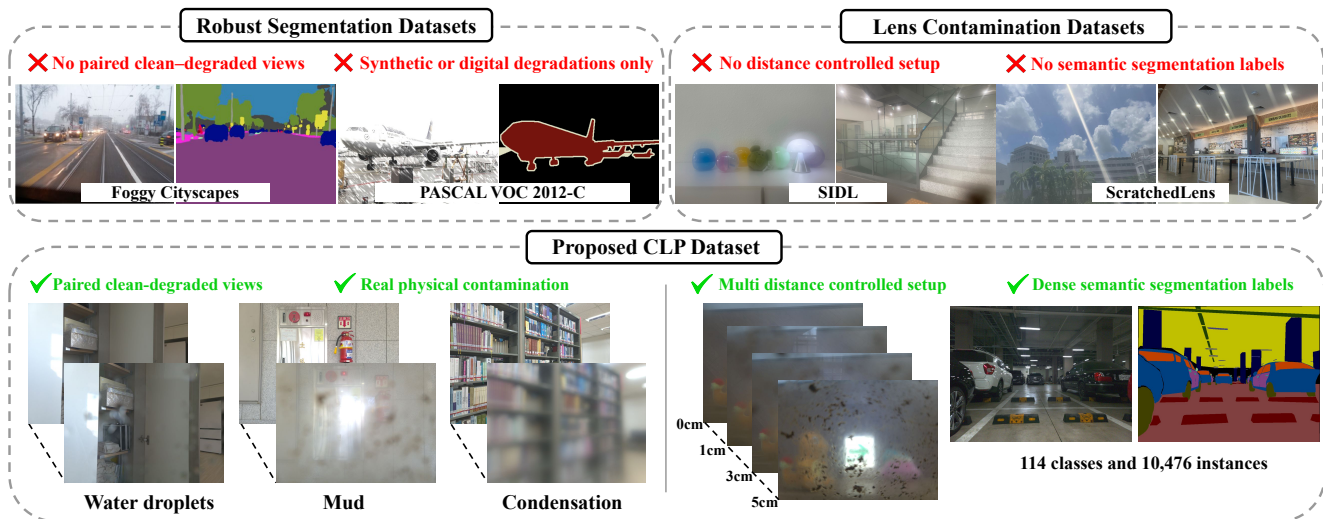 Robust Segmentation Datasets
No paired clean–degraded views
Synthetic or digital degradations only
Foggy Cityscapes
PASCAL VOC 2012-C
Lens Contamination Datasets
No distance controlled setup
No semantic segmentation labels
SIDL
ScratchedLens
Proposed CLP Dataset
Paired clean-degraded views
Real physical contamination
Water droplets
Mud
Condensation
Multi distance controlled setup
Dense semantic segmentation labels
0cm
1cm
3cm
5cm
114 classes and 10,476 instances